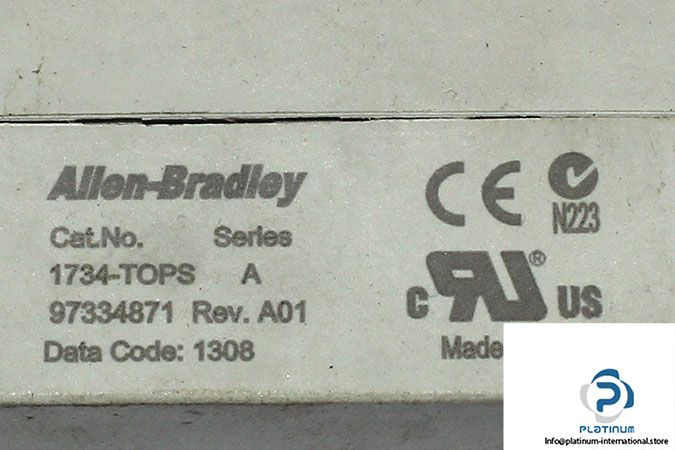 Allen-Bradley
Cat.No. Series
1734-TOPS A
97334871 Rev. A01
Data Code: 1308
CE
N223
C RU® US
Made
PLATINUM
Info@platinum-international.store